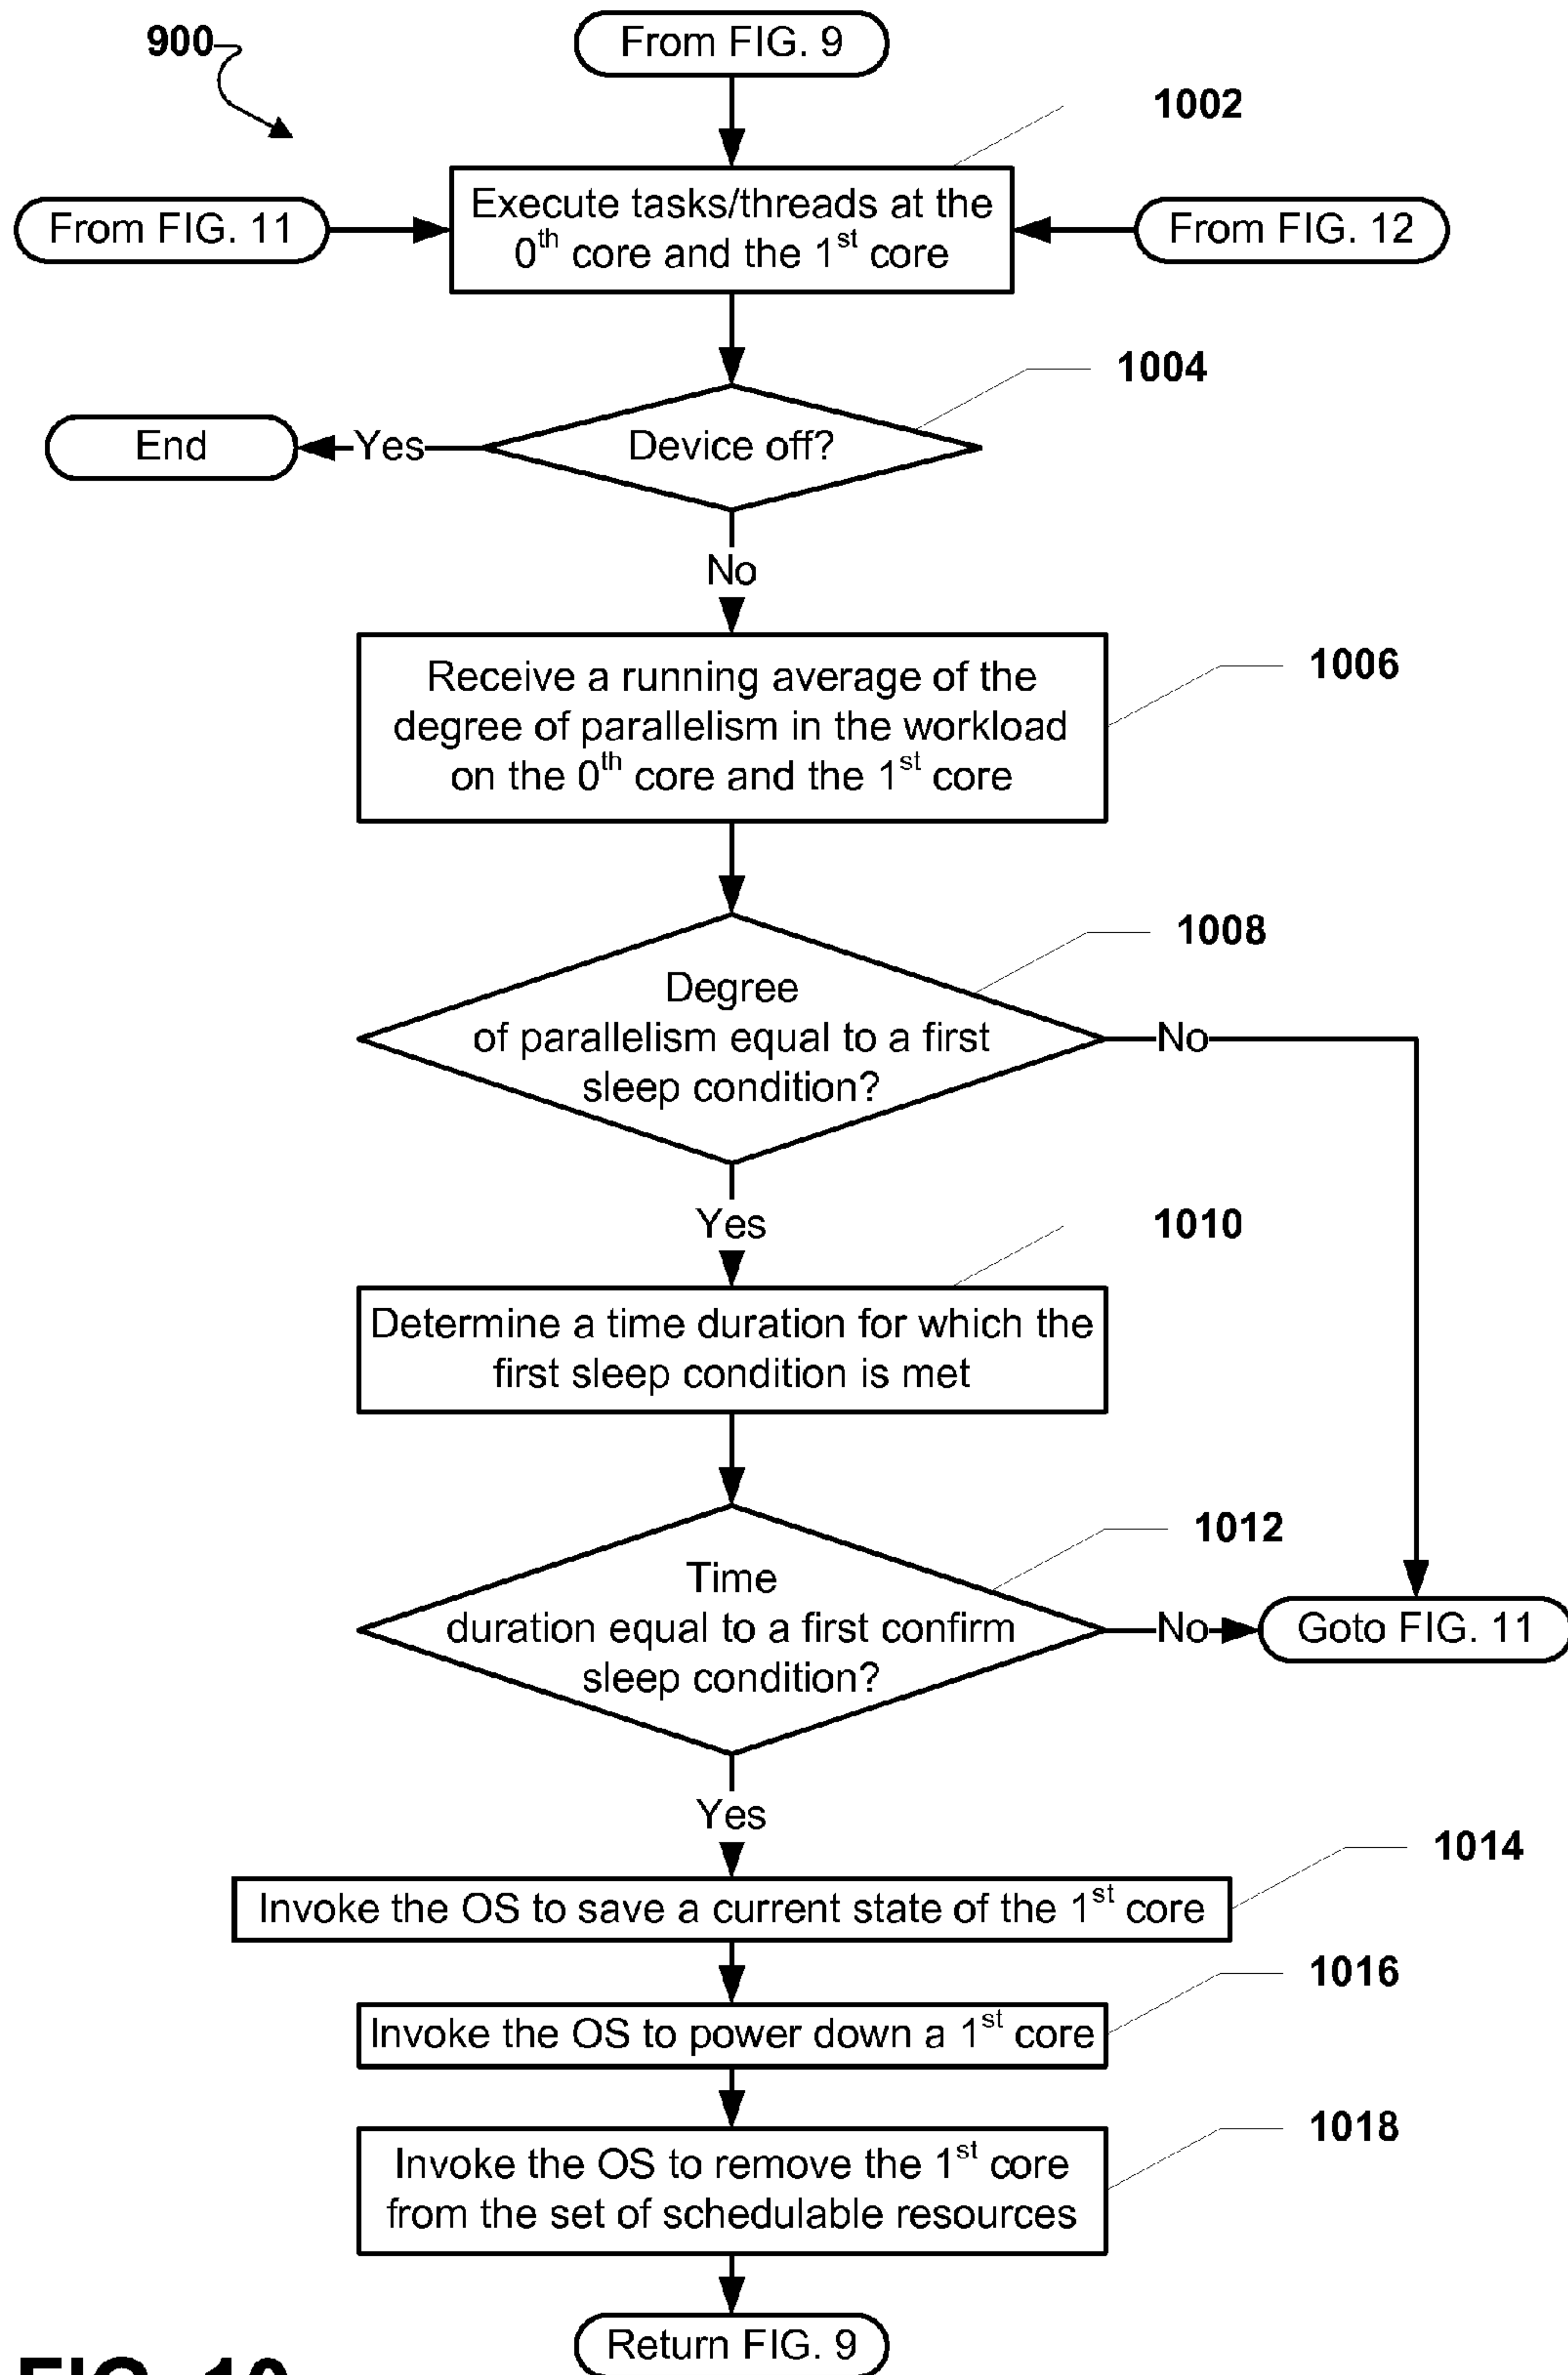 900
From FIG. 9
1002
Execute tasks/threads at the
0th core and the 1st core
From FIG. 11
From FIG. 12
1004
Device off?
Yes
End
No
1006
Receive a running average of the
degree of parallelism in the workload
on the 0th core and the 1st core
1008
Degree
of parallelism equal to a first
sleep condition?
No
Yes
1010
Determine a time duration for which the
first sleep condition is met
1012
Time
duration equal to a first confirm
sleep condition?
No
Goto FIG. 11
Yes
1014
Invoke the OS to save a current state of the 1st core
1016
Invoke the OS to power down a 1st core
1018
Invoke the OS to remove the 1st core
from the set of schedulable resources
Return FIG. 9
FIG. 10